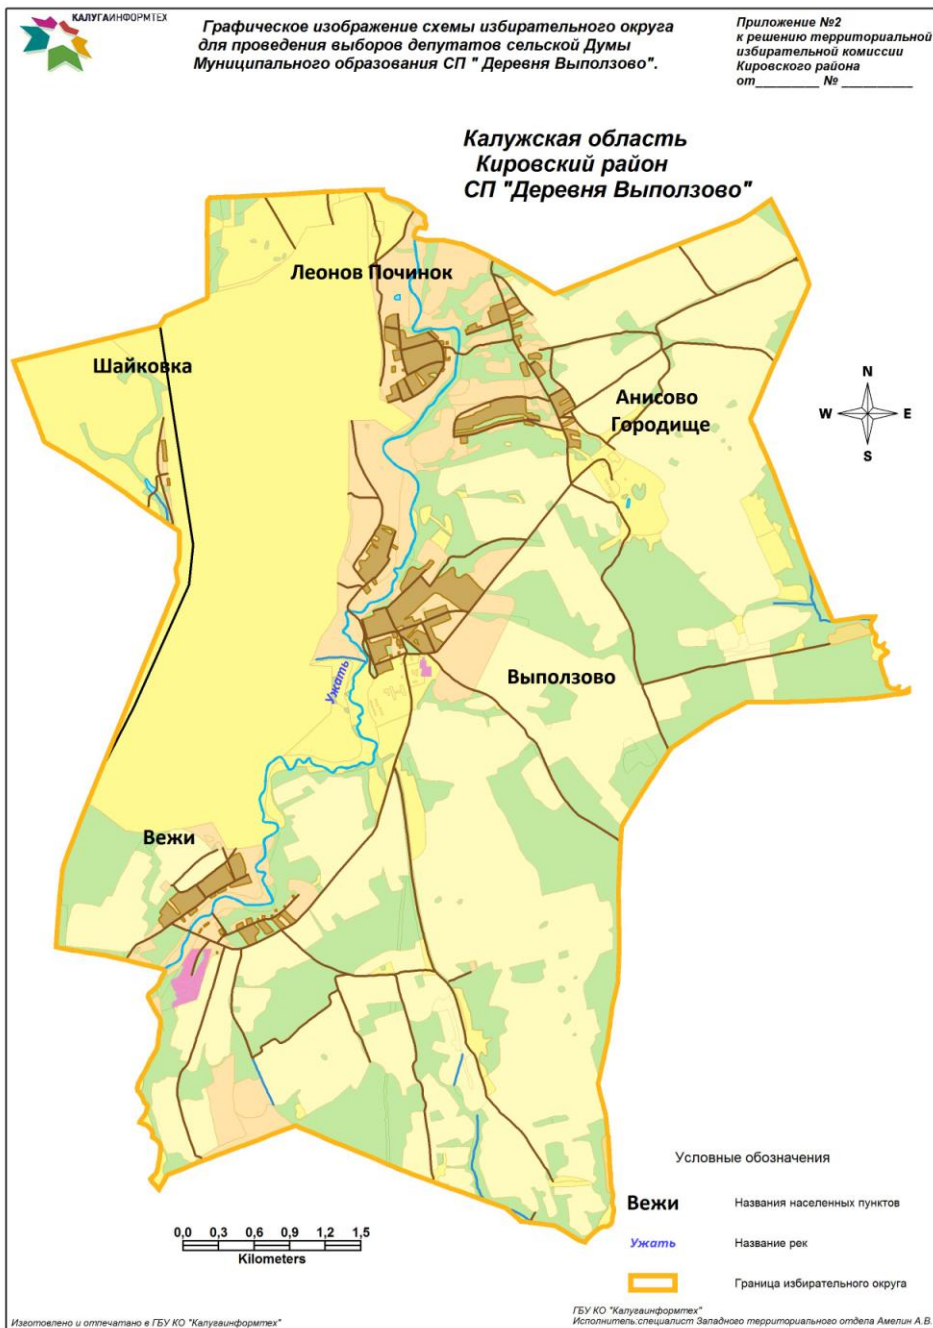 КАЛУГАИНФОРМТЕХ
Графическое изображение схемы избирательного округа
для проведения выборов депутатов сельской Думы
Муниципального образования СП " Деревня Выползово".
Приложение №2
к решению территориальной
избирательной комиссии
Кировского района
от_________ № __________
Калужская область
Кировский район
СП "Деревня Выползово"
Леонов Починок
Шайковка
Анисово
Городище
N
W E
S
Выползово
Ужать
Вежи
Условные обозначения
Вежи Названия населенных пунктов
Ужать Название рек
Граница избирательного округа
0,0 0,3 0,6 0,9 1,2 1,5
Kilometers
Изготовлено и отпечатано в ГБУ КО "Калугаинформтех"
ГБУ КО "Калугаинформтех"
Исполнитель:специалист Западного территориального отдела Амелин А.В.